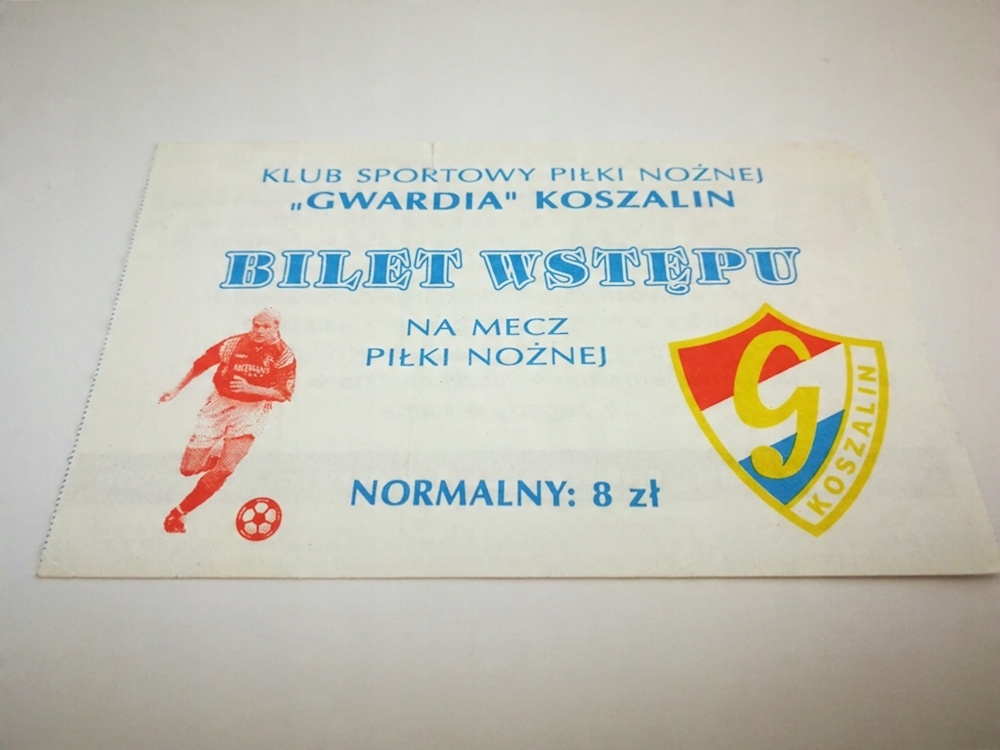 KLUB SPORTOWY PIŁKI NOŻNEJ
„GWARDIA" KOSZALIN
BILET WSTĘPU
NA MECZ
PIŁKI NOŻNEJ
NORMALNY: 8 zł
G
KOSZALIN